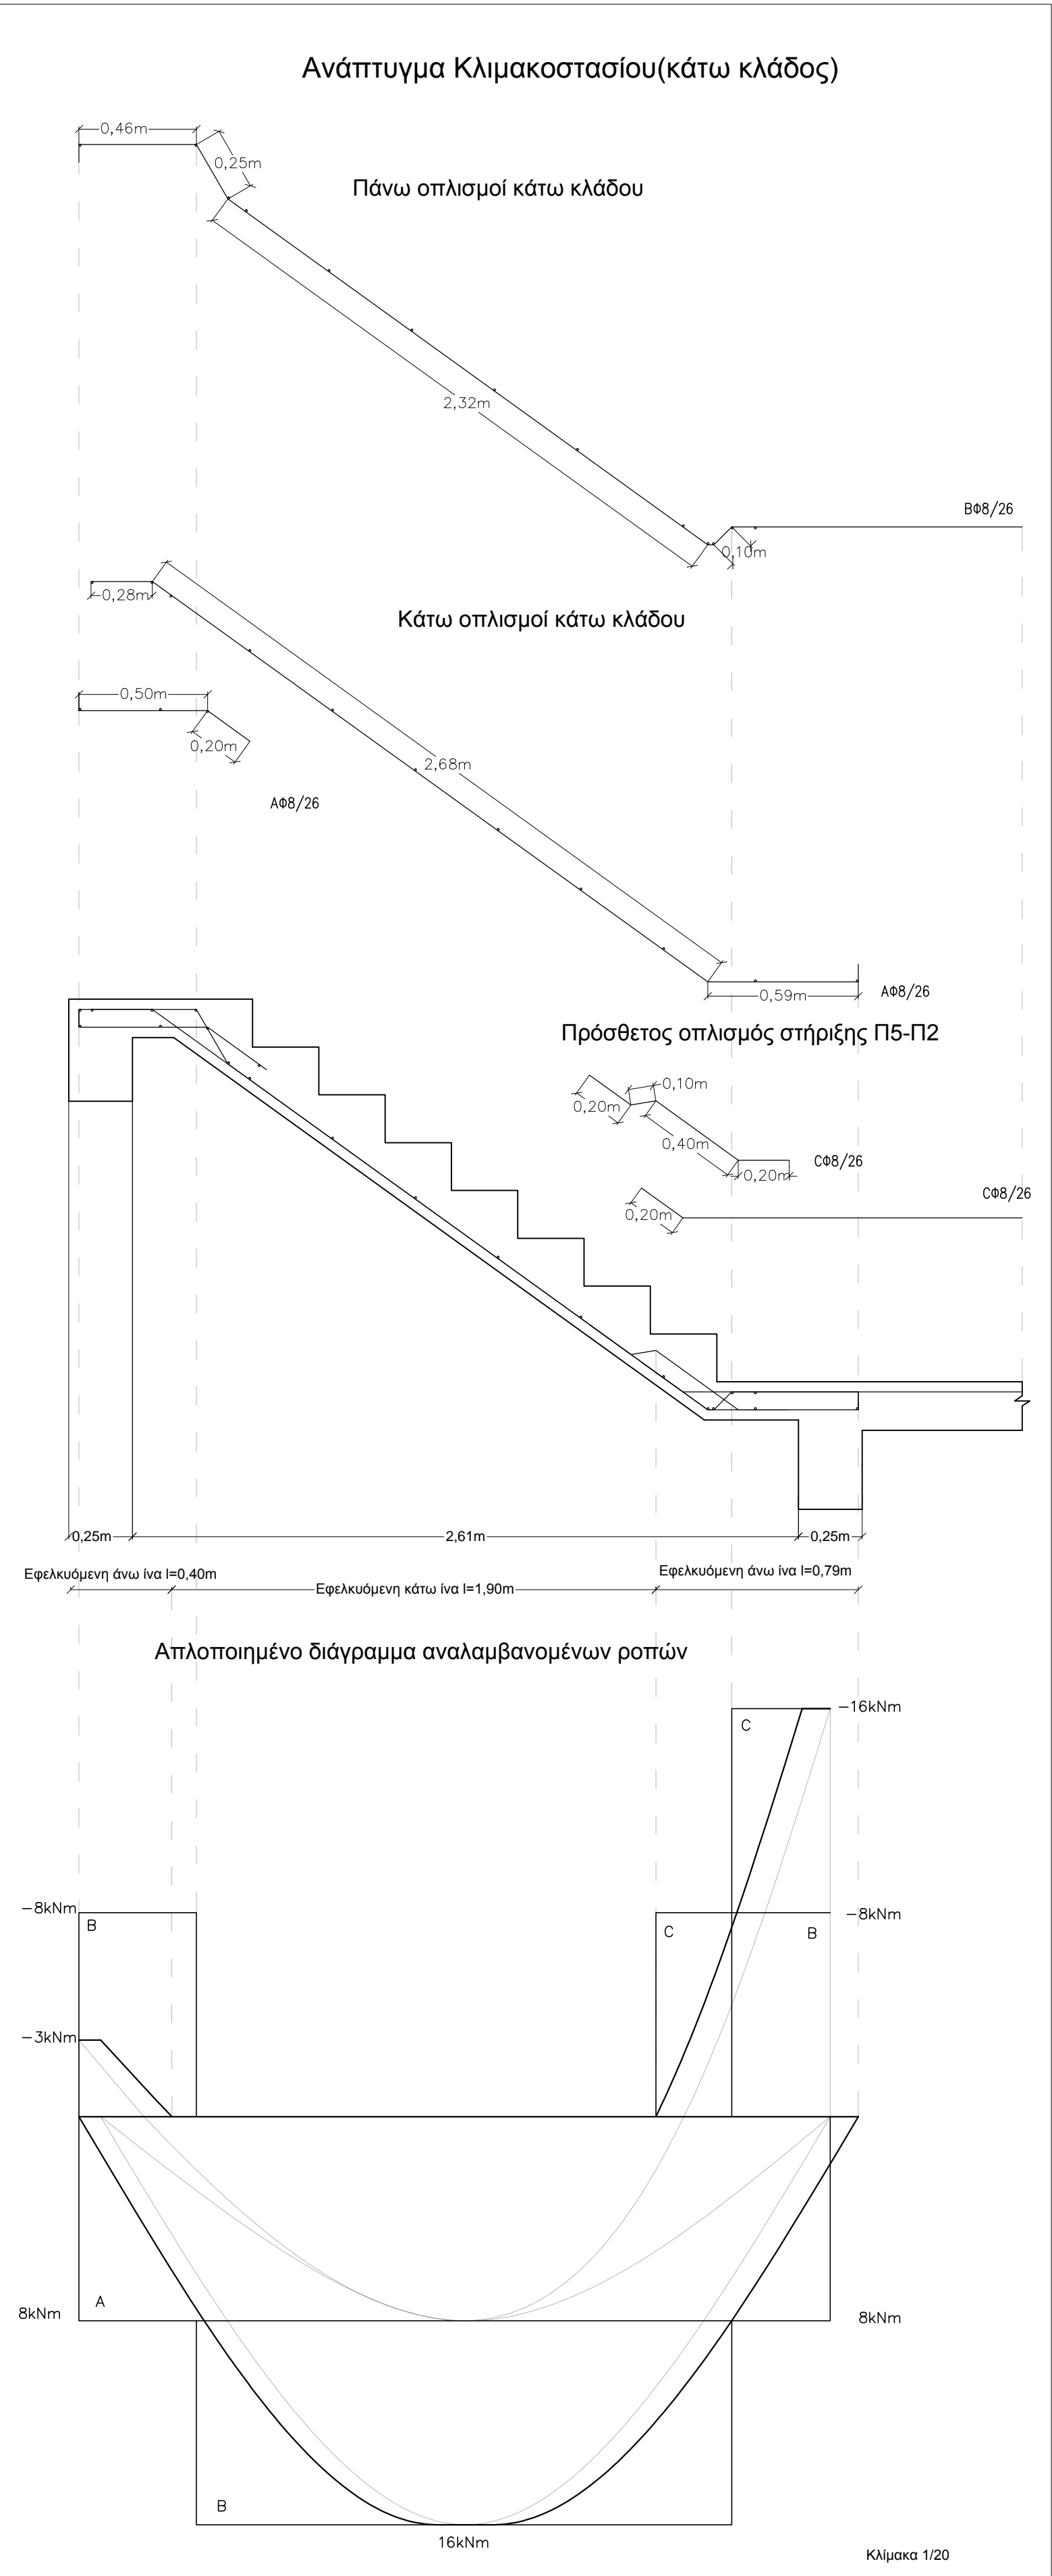 Ανάπτυγμα Κλιμακοστασίου(κάτω κλάδος)
0,46m
0,25m
Πάνω οπλισμοί κάτω κλάδου
2,32m
ΒΦ8/26
0,10m
0,28m
Κάτω οπλισμοί κάτω κλάδου
0,50m
0,20m
2,68m
ΑΦ8/26
0,59m
ΑΦ8/26
Πρόσθετος οπλισμός στήριξης Π5-Π2
0,10m
0,20m
0,40m
0,20m
CΦ8/26
CΦ8/26
0,20m
0,25m
2,61m
0,25m
Εφελκυόμενη άνω ίνα l=0,40m
Εφελκυόμενη κάτω ίνα l=1,90m
Εφελκυόμενη άνω ίνα l=0,79m
Απλοποιημένο διάγραμμα αναλαμβανομένων ροπών
-16kNm
C
-8kNm
B
C
B
-8kNm
-3kNm
A
8kNm
8kNm
B
16kNm
Κλίμακα 1/20